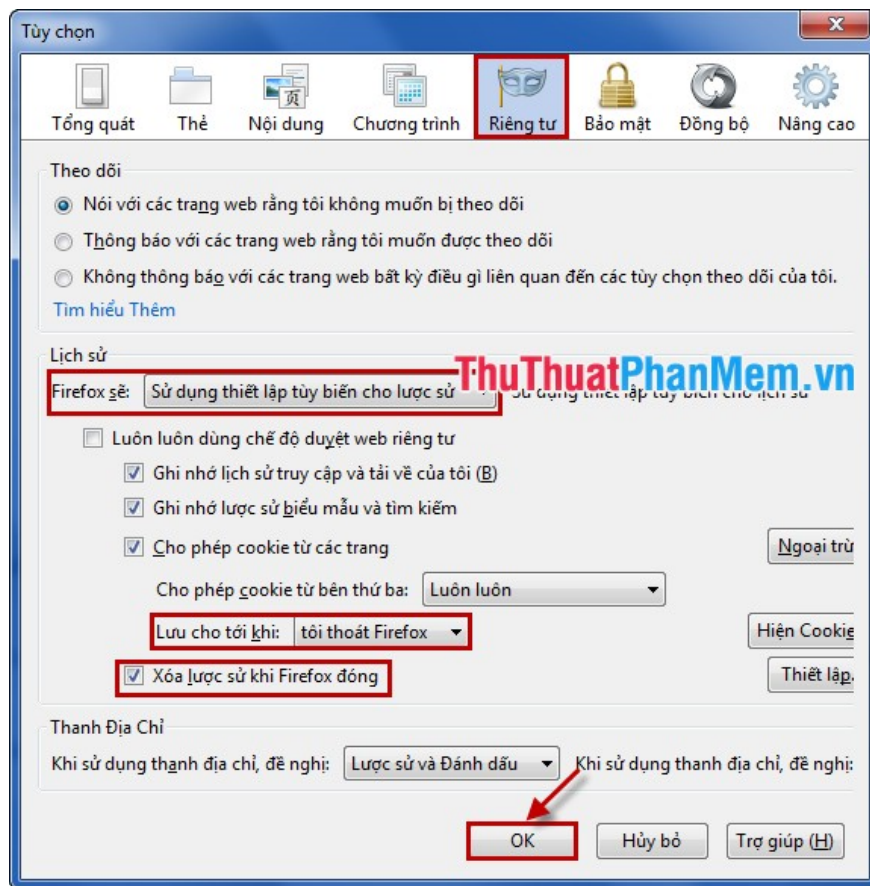 Tùy chọn
Tổng quát Thẻ Nội dung Chương trình Riêng tư Bảo mật Đồng bộ Nâng cao
Theo dõi
Nói với các trang web rằng tôi không muốn bị theo dõi
Thông báo với các trang web rằng tôi muốn được theo dõi
Không thông báo với các trang web bất kỳ điều gì liên quan đến các tùy chọn theo dõi của tôi.
Tìm hiểu Thêm
Lịch sử
ThuThuatPhanMem.vn
Firefox sẽ: Sử dụng thiết lập tùy biến cho lược sử Sử dụng thiết lập tùy biến cho lịch sử
Luôn luôn dùng chế độ duyệt web riêng tư
Ghi nhớ lịch sử truy cập và tải về của tôi (B)
Ghi nhớ lược sử biểu mẫu và tìm kiếm
Cho phép cookie từ các trang Ngoại trừ
Cho phép cookie từ bên thứ ba: Luôn luôn
Lưu cho tới khi: tôi thoát Firefox Hiện Cookie
Xóa lược sử khi Firefox đóng Thiết lập.
Thanh Địa Chỉ
Khi sử dụng thanh địa chỉ, đề nghị: Lược sử và Đánh dấu Khi sử dụng thanh địa chỉ, đề nghị:
OK Hủy bỏ Trợ giúp (H)